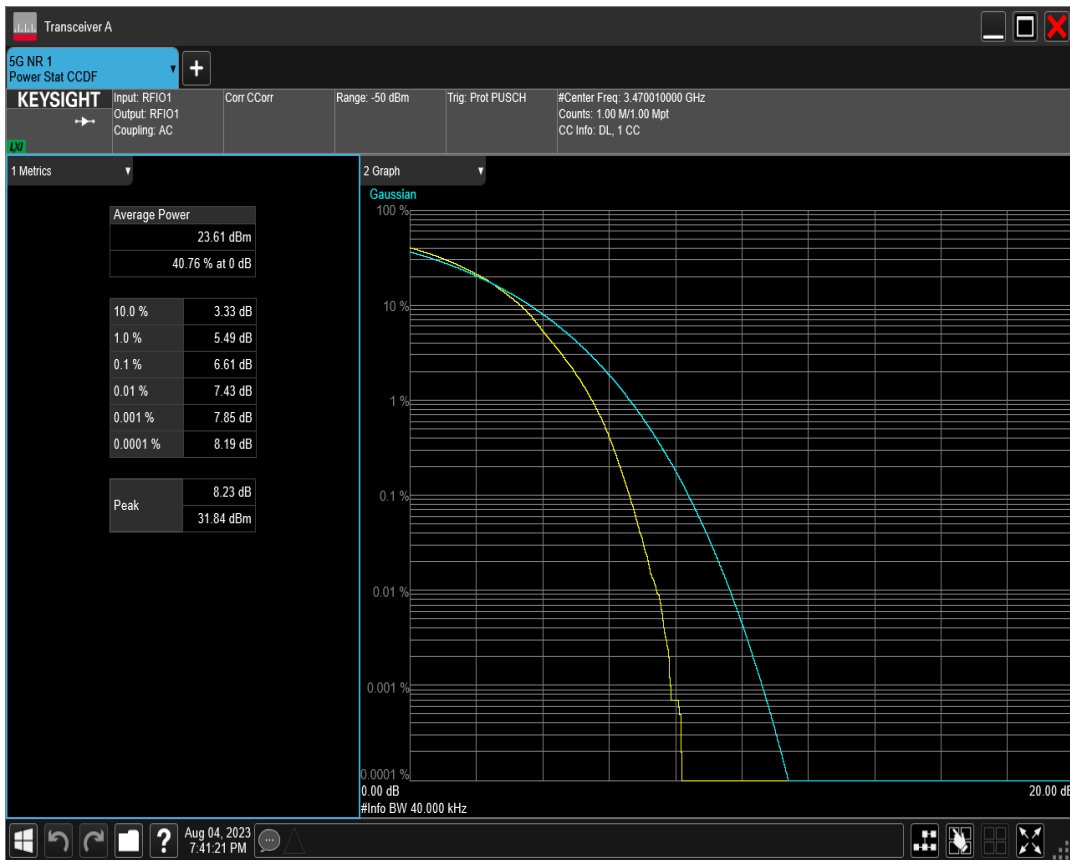 Transceiver A
5G NR 1
Power Stat CCDF
+
KEYSIGHT
LXI
Input: RFIO1
Output: RFIO1
Coupling: AC
Corr CCorr
Range: -50 dBm
Trig: Prot PUSCH
#Center Freq: 3.470010000 GHz
Counts: 1.00 M/1.00 Mpt
CC Info: DL, 1 CC
1 Metrics
Average Power
23.61 dBm
40.76 % at 0 dB
10.0 % 3.33 dB
1.0 % 5.49 dB
0.1 % 6.61 dB
0.01 % 7.43 dB
0.001 % 7.85 dB
0.0001 % 8.19 dB
Peak
8.23 dB
31.84 dBm
2 Graph
Gaussian
100 %
10 %
1 %
0.1 %
0.01 %
0.001 %
0.0001 %
0.00 dB 20.00 dB
#Info BW 40.000 kHz
?
Aug 04, 2023
7:41:21 PM